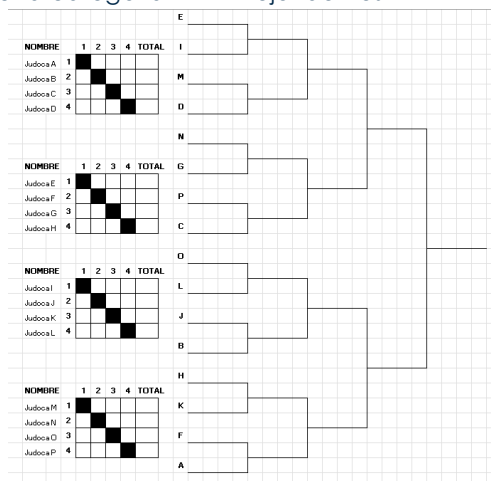 E
I
M
D
N
G
P
C
O
L
J
B
H
K
F
A
NOMBRE 1 2 3 4 TOTAL
Judoca A 1
Judoca B 2
Judoca C 3
Judoca D 4
NOMBRE 1 2 3 4 TOTAL
Judoca E 1
Judoca F 2
Judoca G 3
Judoca H 4
NOMBRE 1 2 3 4 TOTAL
Judoca I 1
Judoca J 2
Judoca K 3
Judoca L 4
NOMBRE 1 2 3 4 TOTAL
Judoca M 1
Judoca N 2
Judoca O 3
Judoca P 4